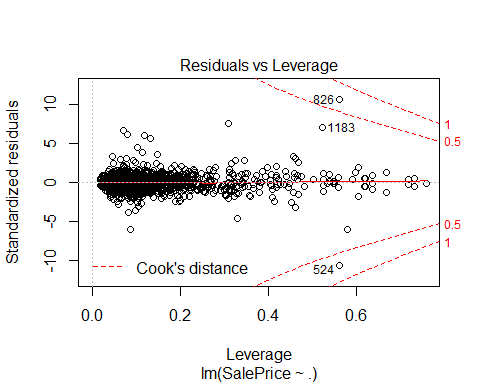 Residuals vs Leverage
Standardized residuals
10
5
0
-5
-10
826
1183
524
1
0.5
0.5
1
Cook's distance
0.0 0.2 0.4 0.6
Leverage
lm(SalePrice ~ .)